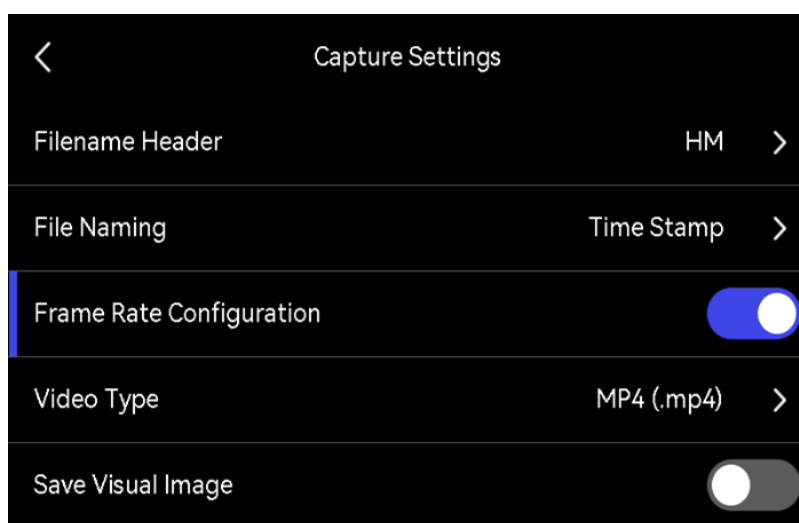 Capture Settings
Filename Header HM
File Naming Time Stamp
Frame Rate Configuration
Video Type MP4 (.mp4)
Save Visual Image